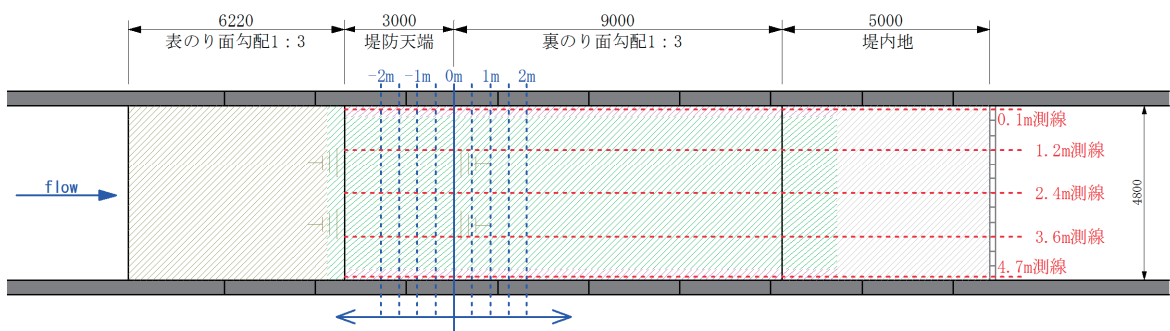 6220
3000
9000
5000
表のり面勾配1：3
堤防天端
裏のり面勾配1：3
堤内地
-2m
-1m
0m
1m
2m
0.1m測線
1.2m測線
flow
2.4m測線
4800
3.6m測線
4.7m測線